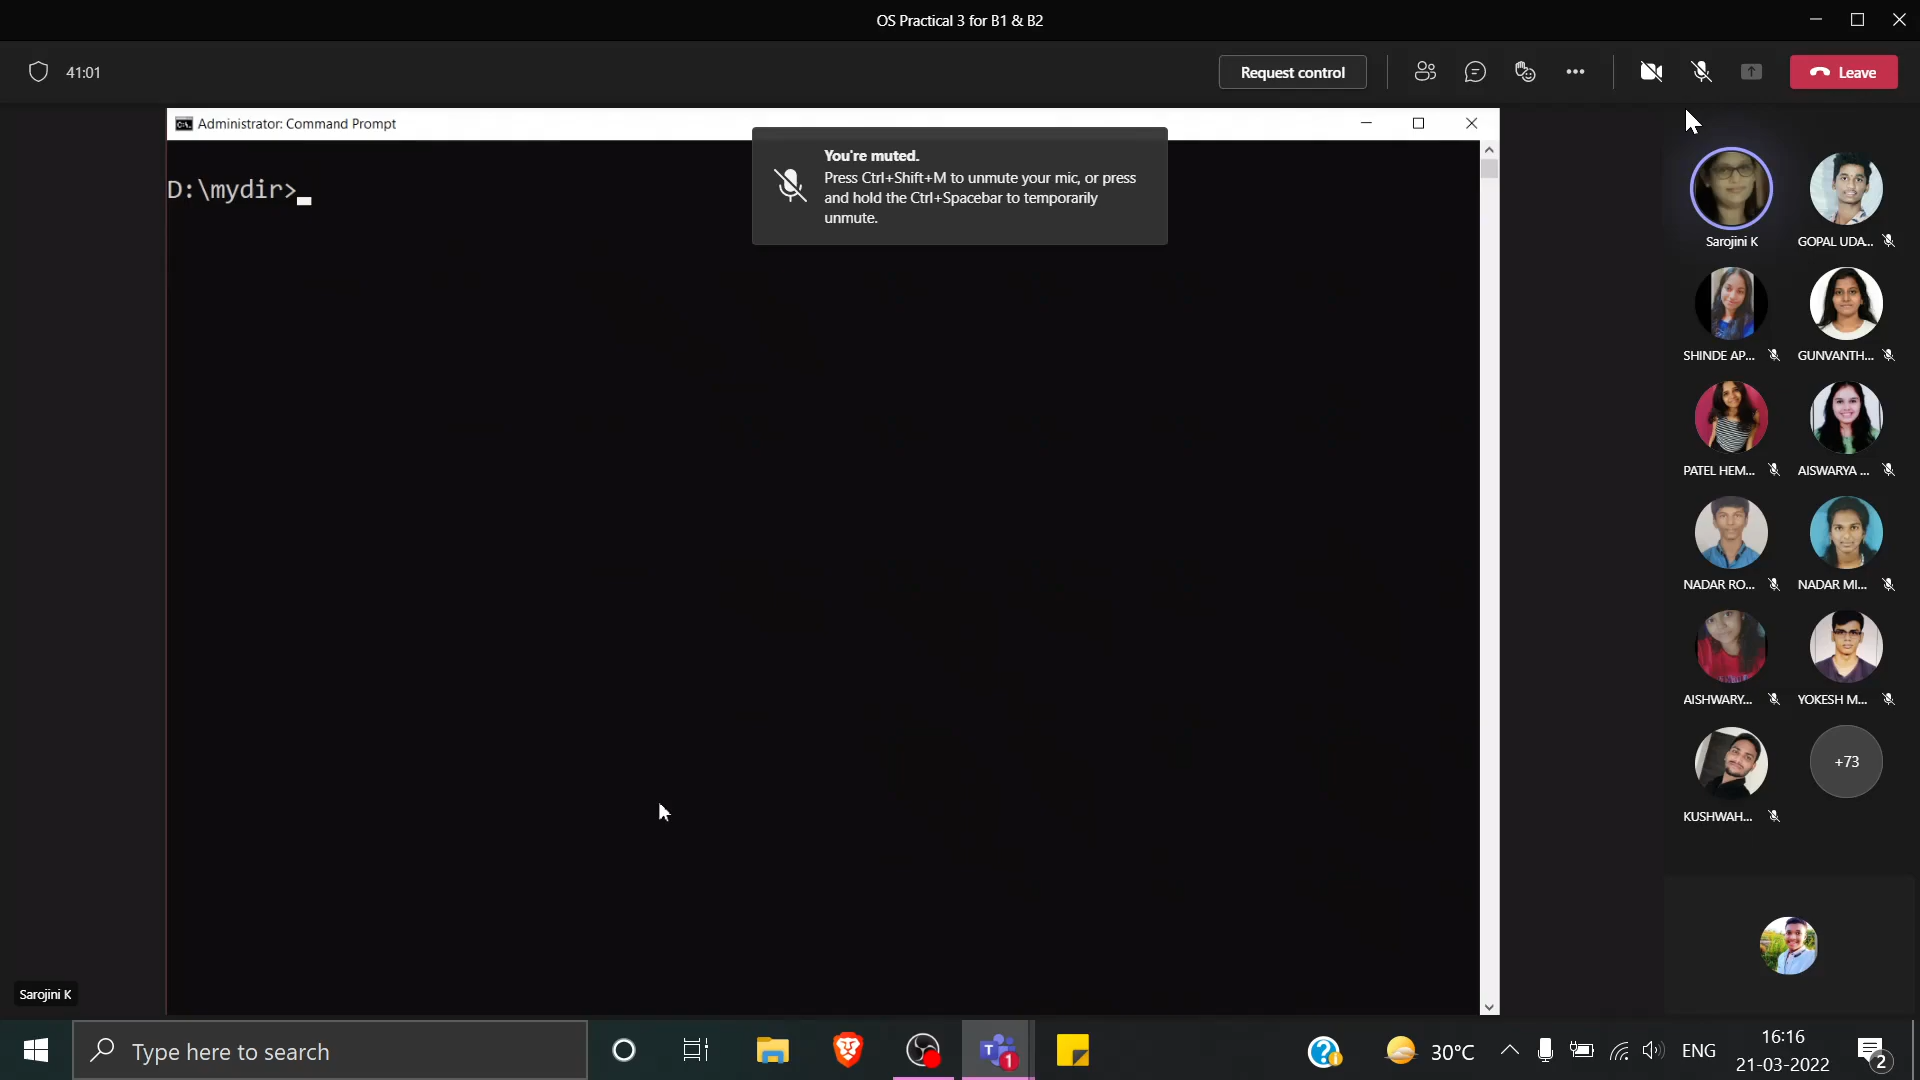 OS Practical 3 for B1 & B2
41:01
Request control
Leave
Administrator: Command Prompt
D:\mydir>
You're muted.
Press Ctrl+Shift+M to unmute your mic, or press
and hold the Ctrl+Spacebar to temporarily
unmute.
Sarojini K
GOPAL UDA...
SHINDE AP...
GUNVANTH...
PATEL HEM...
AISWARYA ...
NADAR RO...
NADAR MI...
AISHWARY...
YOKESH M...
KUSHWAH...
+73
Sarojini K
Type here to search
1
30°C
ENG
16:16
21-03-2022
2